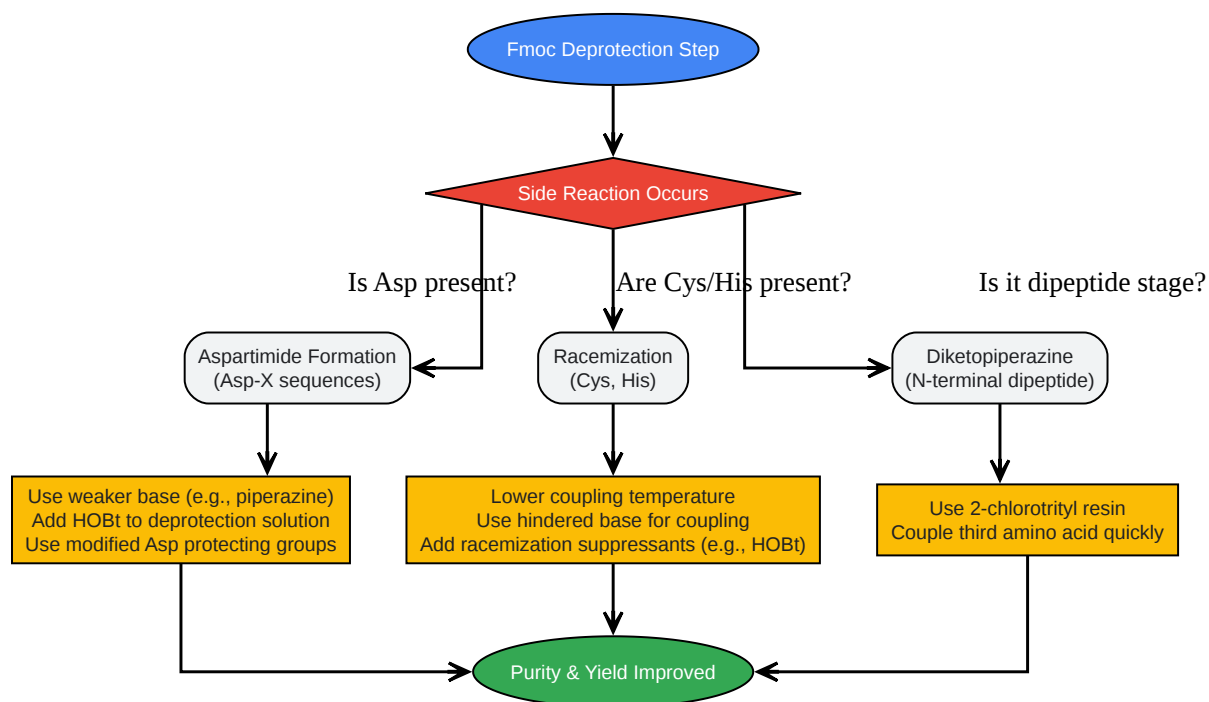 Fmoc Deprotection Step
Side Reaction Occurs
Is Asp present?
Are Cys/His present?
Is it dipeptide stage?
Aspartimide Formation
(Asp-X sequences)
Racemization
(Cys, His)
Diketopiperazine
(N-terminal dipeptide)
Use weaker base (e.g., piperazine)
Add HOBt to deprotection solution
Use modified Asp protecting groups
Lower coupling temperature
Use hindered base for coupling
Add racemization suppressants (e.g., HOBt)
Use 2-chlorotrityl resin
Couple third amino acid quickly
Purity & Yield Improved